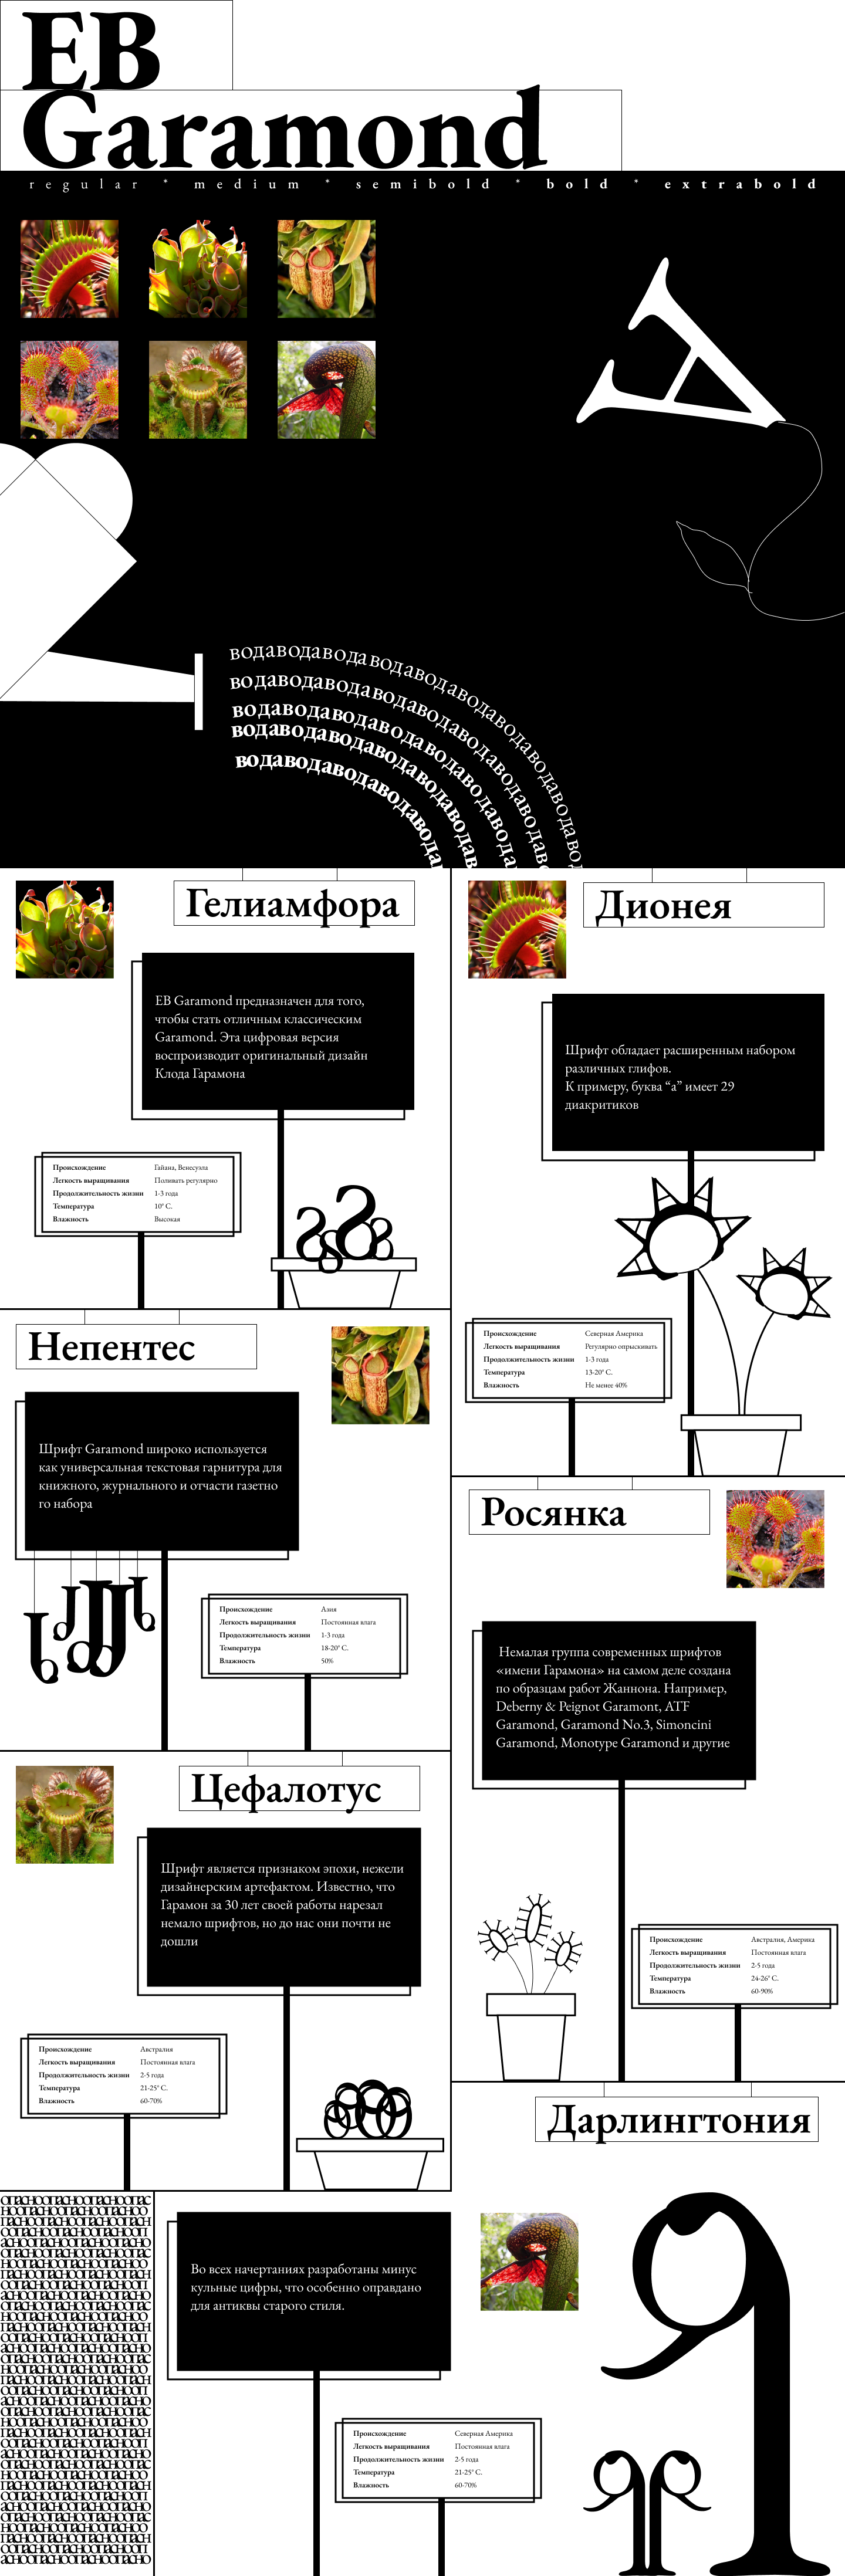 EB
Garamond
regular * medium * semibold * bold * extrabold
водаводаводаводаводаводаводаводаво
водаводаводаводаводаводаводаво
водаводаводаводаводаводавода
водаводаводаводаводаводавода
водаводаводаводаводавода
Гелиамфора
EB Garamond предназначен для того,
чтобы стать отличным классическим
Garamond. Эта цифровая версия
воспроизводит оригинальный дизайн
Клода Гарамона
Происхождение Гайана, Венесуэла
Легкость выращивания Поливать регулярно
Продолжительность жизни 1-3 года
Температура 10° С.
Влажность Высокая
Дионея
Шрифт обладает расширенным набором
различных глифов.
К примеру, буква “а” имеет 29
диакритиков
Происхождение Северная Америка
Легкость выращивания Регулярно опрыскивать
Продолжительность жизни 1-3 года
Температура 13-20° С.
Влажность Не менее 40%
Непентес
Шрифт Garamond широко используется
как универсальная текстовая гарнитура для
книжного, журнального и отчасти газетно
го набора
Происхождение Азия
Легкость выращивания Постоянная влага
Продолжительность жизни 1-3 года
Температура 18-20° С.
Влажность 50%
Росянка
Немалая группа современных шрифтов
«имени Гарамона» на самом деле создана
по образцам работ Жаннона. Например,
Deberny & Peignot Garamont, ATF
Garamond, Garamond No.3, Simoncini
Garamond, Monotype Garamond и другие
Происхождение Австралия, Америка
Легкость выращивания Постоянная влага
Продолжительность жизни 2-5 года
Температура 24-26° С.
Влажность 60-90%
Цефалотус
Шрифт является признаком эпохи, нежели
дизайнерским артефактом. Известно, что
Гарамон за 30 лет своей работы нарезал
немало шрифтов, но до нас они почти не
дошли
Происхождение Австралия
Легкость выращивания Постоянная влага
Продолжительность жизни 2-5 года
Температура 21-25° С.
Влажность 60-70%
Дарлингтония
Во всех начертаниях разработаны минус
кульные цифры, что особенно оправдано
для антиквы старого стиля.
Происхождение Северная Америка
Легкость выращивания Постоянная влага
Продолжительность жизни 2-5 года
Температура 21-25° С.
Влажность 60-70%